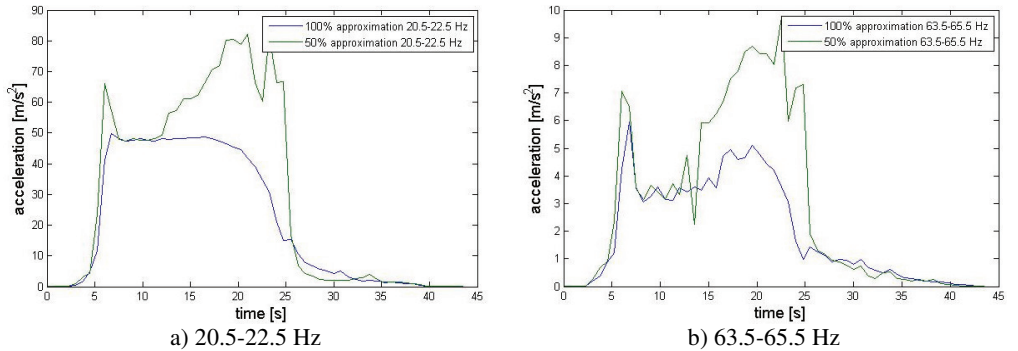 100% approximation 20.5-22.5 Hz
50% approximation 20.5-22.5 Hz
acceleration [m/s²]
90
80
70
60
50
40
30
20
10
0
0 5 10 15 20 25 30 35 40 45
time [s]
a) 20.5-22.5 Hz
100% approximation 63.5-65.5 Hz
50% approximation 63.5-65.5 Hz
acceleration [m/s²]
10
9
8
7
6
5
4
3
2
1
0
0 5 10 15 20 25 30 35 40 45
time [s]
b) 63.5-65.5 Hz